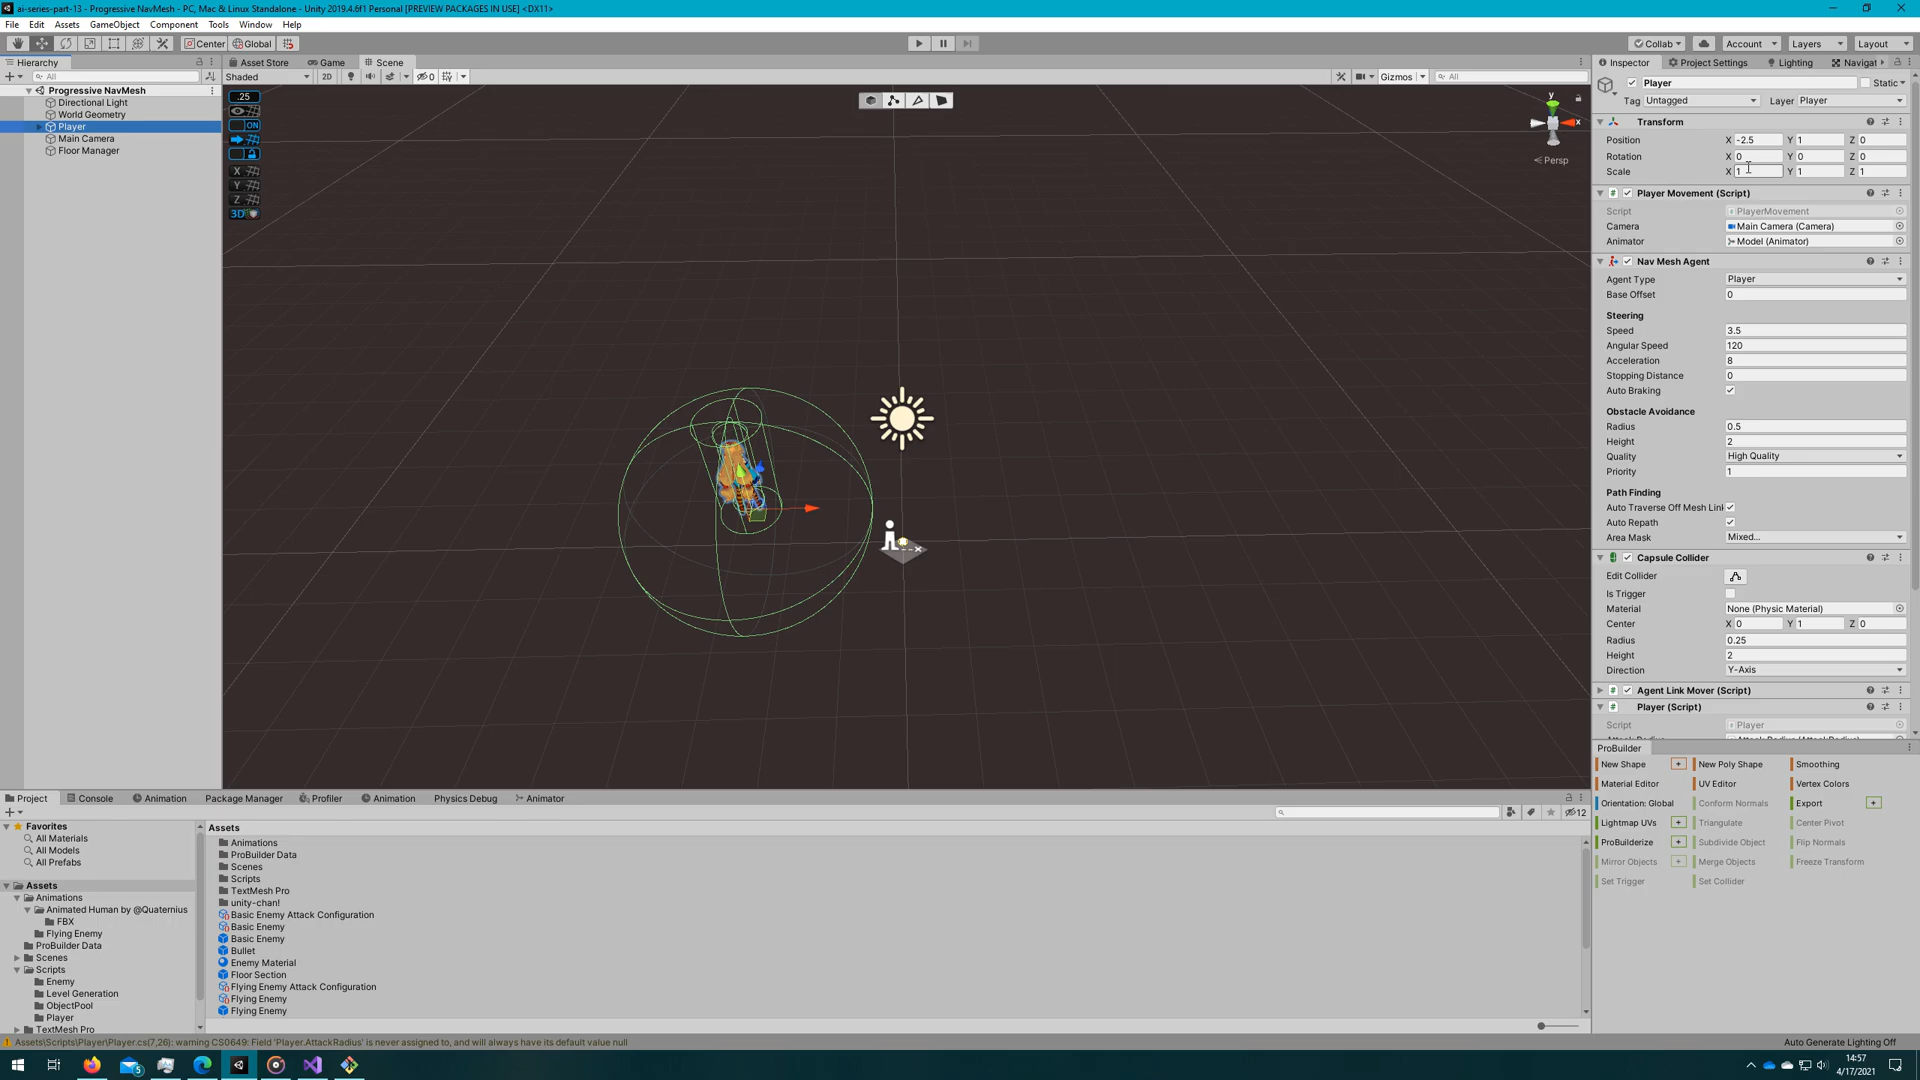 ai-series-part-13 - Progressive NavMesh - PC, Mac & Linux Standalone - Unity 2019.4.6f1 Personal [PREVIEW PACKAGES IN USE] <DX11>
File Edit Assets GameObject Component Tools Window Help
Center Global Collab Account Layers Layout
Hierarchy
All
Progressive NavMesh
Directional Light
World Geometry
Player
Main Camera
Floor Manager
Asset Store Game Scene
Shaded 2D 0 Gizmos All
.25
ON
X
Y
Z
3D
y
x
Persp
Inspector Project Settings Lighting Navigat
Player Static
Tag Untagged Layer Player
Transform
Position X -2.5 Y 1 Z 0
Rotation X 0 Y 0 Z 0
Scale X 1 Y 1 Z 1
Player Movement (Script)
Script PlayerMovement
Camera Main Camera (Camera)
Animator Model (Animator)
Nav Mesh Agent
Agent Type Player
Base Offset 0
Steering
Speed 3.5
Angular Speed 120
Acceleration 8
Stopping Distance 0
Auto Braking
Obstacle Avoidance
Radius 0.5
Height 2
Quality High Quality
Priority 1
Path Finding
Auto Traverse Off Mesh Link
Auto Repath
Area Mask Mixed...
Capsule Collider
Edit Collider
Is Trigger
Material None (Physic Material)
Center X 0 Y 1 Z 0
Radius 0.25
Height 2
Direction Y-Axis
Agent Link Mover (Script)
Player (Script)
Script Player
ProBuilder
New Shape + New Poly Shape Smoothing
Material Editor UV Editor Vertex Colors
Orientation: Global Conform Normals Export +
Lightmap UVs + Triangulate Center Pivot
ProBuilderize + Subdivide Object Flip Normals
Mirror Objects + Merge Objects Freeze Transform
Set Trigger Set Collider
Project Console Animation Package Manager Profiler Animation Physics Debug Animator
12
Favorites
All Materials
All Models
All Prefabs
Assets
Animations
Animated Human by @Quaternius
FBX
Flying Enemy
ProBuilder Data
Scenes
Scripts
Enemy
Level Generation
ObjectPool
Player
TextMesh Pro
Assets
Animations
ProBuilder Data
Scenes
Scripts
TextMesh Pro
unity-chan!
Basic Enemy Attack Configuration
Basic Enemy
Basic Enemy
Bullet
Enemy Material
Floor Section
Flying Enemy Attack Configuration
Flying Enemy
Flying Enemy
Assets\Scripts\Player\Player.cs(7,26): warning CS0649: Field 'Player.AttackRadius' is never assigned to, and will always have its default value null
Auto Generate Lighting Off
5
14:57
4/17/2021